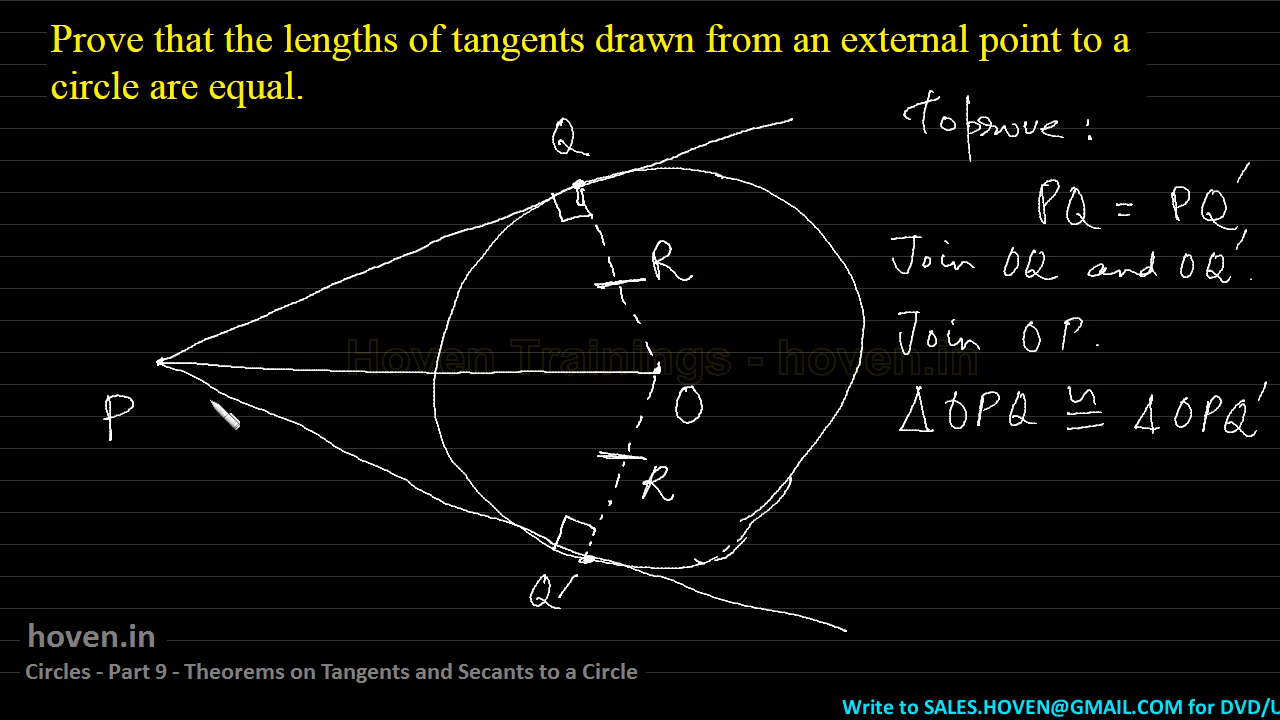 Prove that the lengths of tangents drawn from an external point to a
circle are equal.
To prove :
Q
PQ = PQ'
R
Join OQ and OQ'.
Join OP.
Hoven Trainings - hoven.in
P
O
Δ OPQ ≅ Δ OPQ'
R
Q'
hoven.in
Circles - Part 9 - Theorems on Tangents and Secants to a Circle
Write to SALES.HOVEN@GMAIL.COM for DVD/U